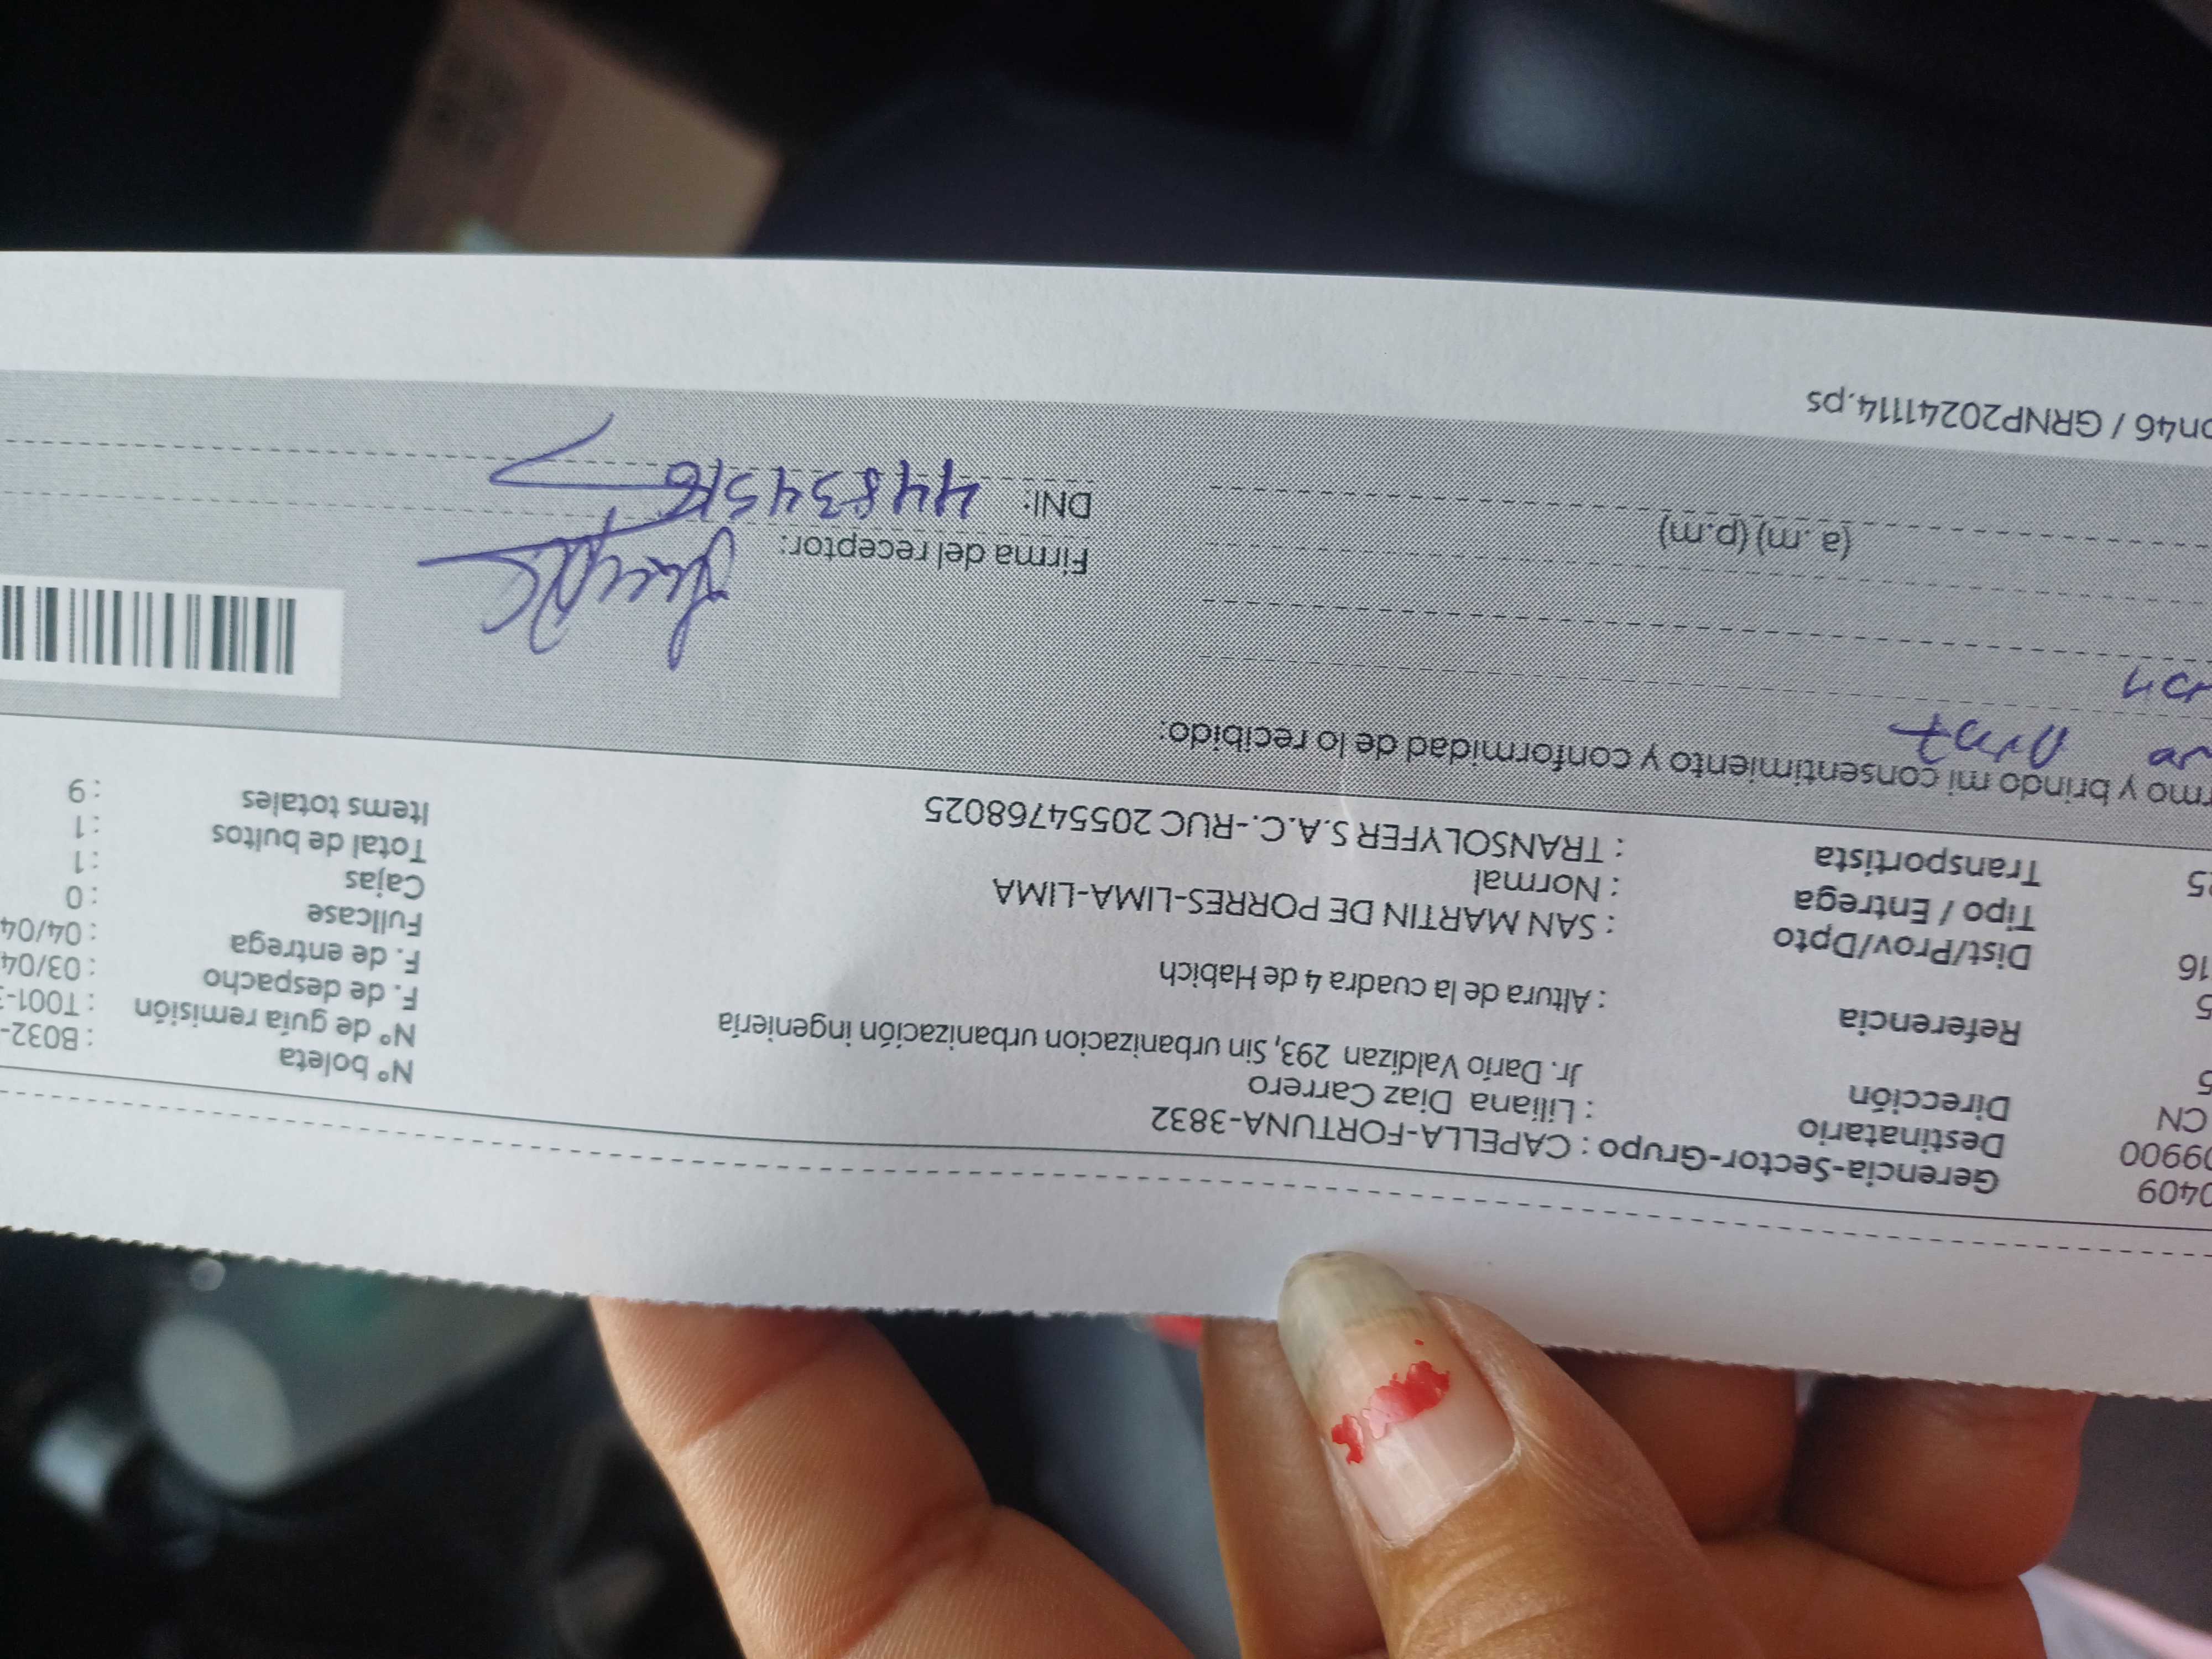 0409 Gerencia-Sector-Grupo : CAPELLA-FORTUNA-3832 Nº boleta : B032-
09900 Destinatario : Liliana Diaz Carrero Nº de guía remisión : T001-
CN Dirección Jr. Darío Valdizan 293, Sin urbanizacion urbanización ingeniería F. de despacho : 03/04
5 F. de entrega : 04/04
5 Referencia : Altura de la cuadra 4 de Habich Fullcase : 0
16 Dist/Prov/Dpto : SAN MARTIN DE PORRES-LIMA-LIMA Cajas : 1
Tipo / Entrega : Normal Total de bultos : 1
25 Transportista : TRANSOLYFER S.A.C.-RUC 20554768025 Items totales : 9
rmo y brindo mi consentimiento y conformidad de lo recibido:
Firma del receptor:
(a .m) (p.m) DNI:
on46 / GRNP20241114.ps